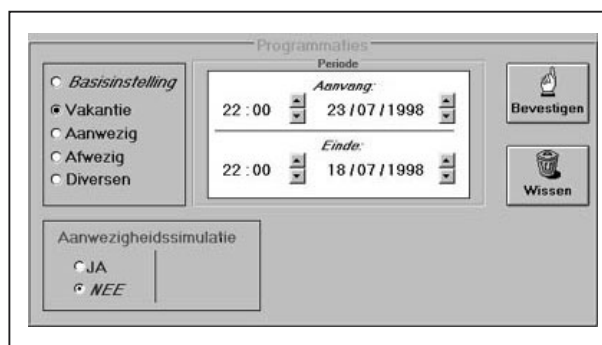 Programmaties
Basisinstelling
Vakantie
Aanwezig
Afwezig
Diversen
Periode
Aanvang:
22:00 23/07/1998
Einde:
22:00 18/07/1998
Bevestigen
Wissen
Aanwezigheidssimulatie
JA
NEE